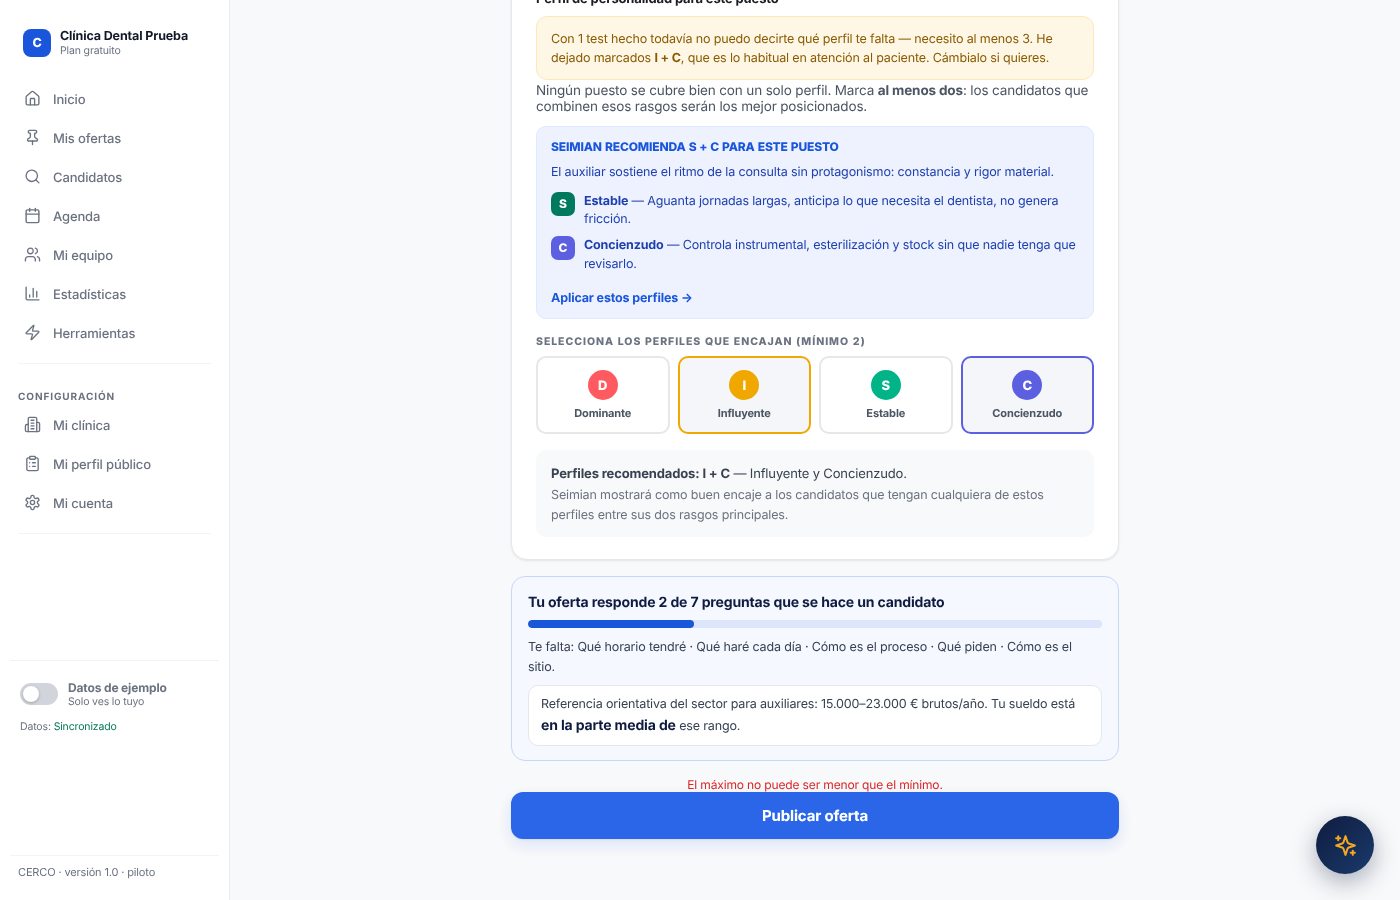 C
Clínica Dental Prueba
Plan gratuito
Inicio
Mis ofertas
Candidatos
Agenda
Mi equipo
Estadísticas
Herramientas
CONFIGURACIÓN
Mi clínica
Mi perfil público
Mi cuenta
Datos de ejemplo
Solo ves lo tuyo
Datos: Sincronizado
CERCO · versión 1.0 · piloto
Perfil de personalidad para este puesto
Con 1 test hecho todavía no puedo decirte qué perfil te falta — necesito al menos 3. He
dejado marcados I + C, que es lo habitual en atención al paciente. Cámbialo si quieres.
Ningún puesto se cubre bien con un solo perfil. Marca al menos dos: los candidatos que
combinen esos rasgos serán los mejor posicionados.
SEIMIAN RECOMIENDA S + C PARA ESTE PUESTO
El auxiliar sostiene el ritmo de la consulta sin protagonismo: constancia y rigor material.
S
Estable — Aguanta jornadas largas, anticipa lo que necesita el dentista, no genera
fricción.
C
Concienzudo — Controla instrumental, esterilización y stock sin que nadie tenga que
revisarlo.
Aplicar estos perfiles →
SELECCIONA LOS PERFILES QUE ENCAJAN (MÍNIMO 2)
D
Dominante
I
Influyente
S
Estable
C
Concienzudo
Perfiles recomendados: I + C — Influyente y Concienzudo.
Seimian mostrará como buen encaje a los candidatos que tengan cualquiera de estos
perfiles entre sus dos rasgos principales.
Tu oferta responde 2 de 7 preguntas que se hace un candidato
Te falta: Qué horario tendré · Qué haré cada día · Cómo es el proceso · Qué piden · Cómo es el
sitio.
Referencia orientativa del sector para auxiliares: 15.000–23.000 € brutos/año. Tu sueldo está
en la parte media de ese rango.
El máximo no puede ser menor que el mínimo.
Publicar oferta